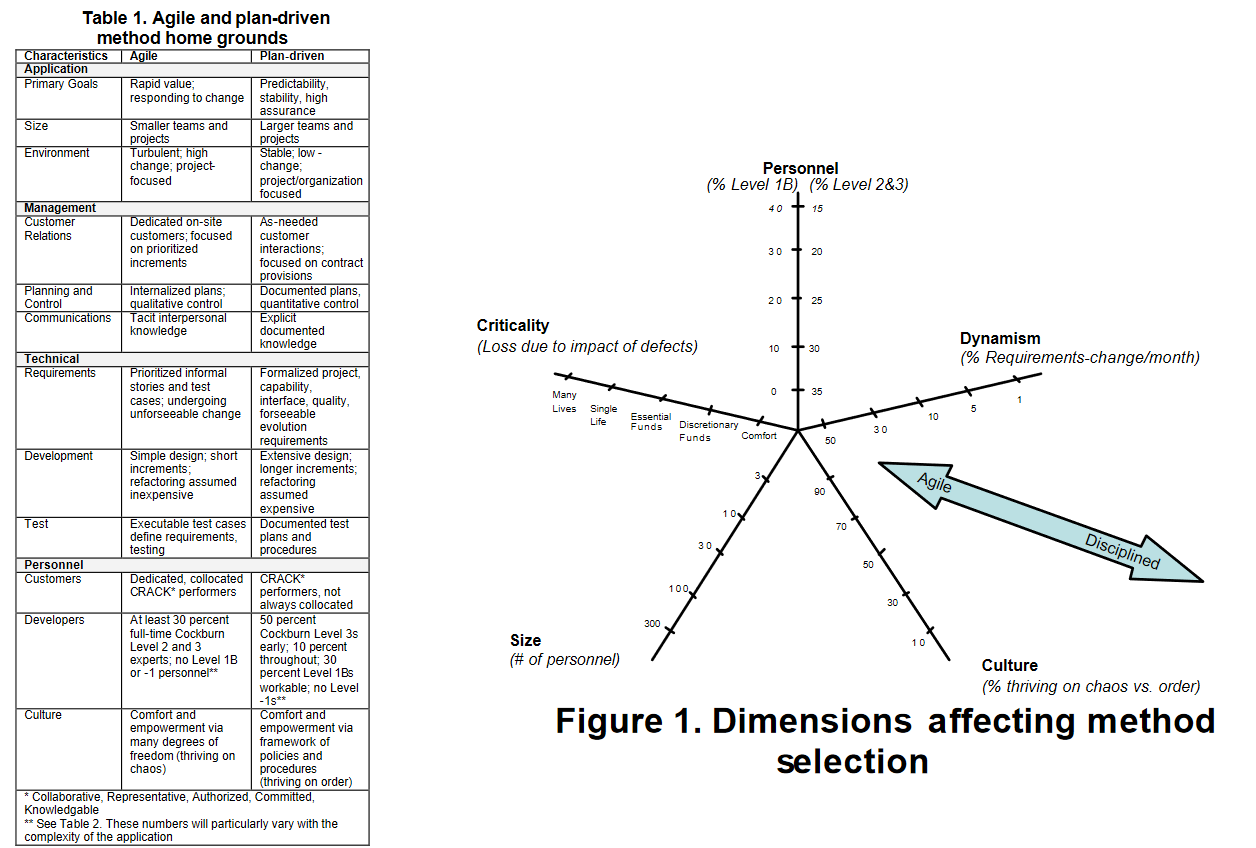 Table 1. Agile and plan-driven
method home grounds
Characteristics Agile Plan-driven
Application
Primary Goals
Rapid value;
responding to change
Predictability,
stability, high
assurance
Size
Smaller teams and
projects
Larger teams and
projects
Environment
Turbulent; high
change; project-
focused
Stable; low -
change;
project/organization
focused
Management
Customer
Relations
Dedicated on-site
customers; focused
on prioritized
increments
As-needed
customer
interactions;
focused on contract
provisions
Planning and
Control
Internalized plans;
qualitative control
Documented plans,
quantitative control
Communications
Tacit interpersonal
knowledge
Explicit
documented
knowledge
Technical
Requirements
Prioritized informal
stories and test
cases; undergoing
unforseeable change
Formalized project,
capability,
interface, quality,
forseeable
evolution
requirements
Development
Simple design; short
increments;
refactoring assumed
inexpensive
Extensive design;
longer increments;
refactoring
assumed
expensive
Test
Executable test cases
define requirements,
testing
Documented test
plans and
procedures
Personnel
Customers
Dedicated, collocated
CRACK* performers
CRACK*
performers, not
always collocated
Developers
At least 30 percent
full-time Cockburn
Level 2 and 3
experts; no Level 1B
or -1 personnel**
50 percent
Cockburn Level 3s
early; 10 percent
throughout; 30
percent Level 1Bs
workable; no Level
-1s**
Culture
Comfort and
empowerment via
many degrees of
freedom (thriving on
chaos)
Comfort and
empowerment via
framework of
policies and
procedures
(thriving on order)
* Collaborative, Representative, Authorized, Committed,
Knowledgable
** See Table 2. These numbers will particularly vary with the
complexity of the application
Personnel
(% Level 1B) (% Level 2&3)
40 15
30 20
20 25
10 30
0 35
Criticality
(Loss due to impact of defects)
Many
Lives
Single
Life
Essential
Funds
Discretionary
Funds
Comfort
Dynamism
(% Requirements-change/month)
1
5
10
30
50
3
10
30
100
300
Size
(# of personnel)
90
70
50
30
10
Culture
(% thriving on chaos vs. order)
Agile
Disciplined
Figure 1. Dimensions affecting method
selection